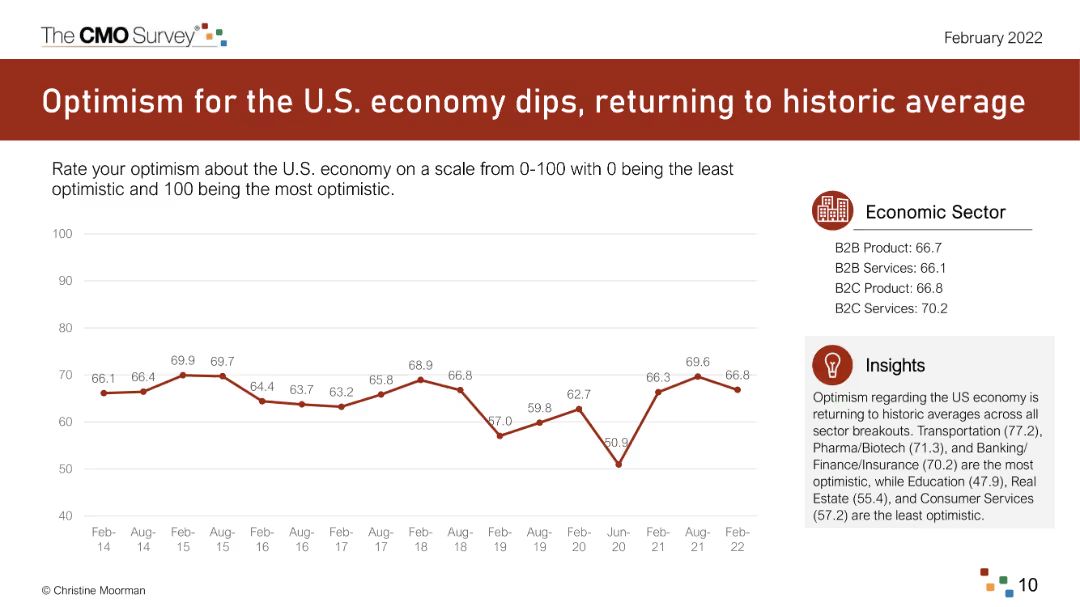 The CMO Survey®
February 2022
Optimism for the U.S. economy dips, returning to historic average
Rate your optimism about the U.S. economy on a scale from 0-100 with 0 being the least
optimistic and 100 being the most optimistic.
100
90
80
70
60
50
40
66.1
66.4
69.9
69.7
64.4
63.7
63.2
65.8
68.9
66.8
57.0
59.8
62.7
50.9
66.3
69.6
66.8
Feb-
14
Aug-
14
Feb-
15
Aug-
15
Feb-
16
Aug-
16
Feb-
17
Aug-
17
Feb-
18
Aug-
18
Feb-
19
Aug-
19
Feb-
20
Jun-
20
Feb-
21
Aug-
21
Feb-
22
Economic Sector
B2B Product: 66.7
B2B Services: 66.1
B2C Product: 66.8
B2C Services: 70.2
Insights
Optimism regarding the US economy is
returning to historic averages across all
sector breakouts. Transportation (77.2),
Pharma/Biotech (71.3), and Banking/
Finance/Insurance (70.2) are the most
optimistic, while Education (47.9), Real
Estate (55.4), and Consumer Services
(57.2) are the least optimistic.
© Christine Moorman
10